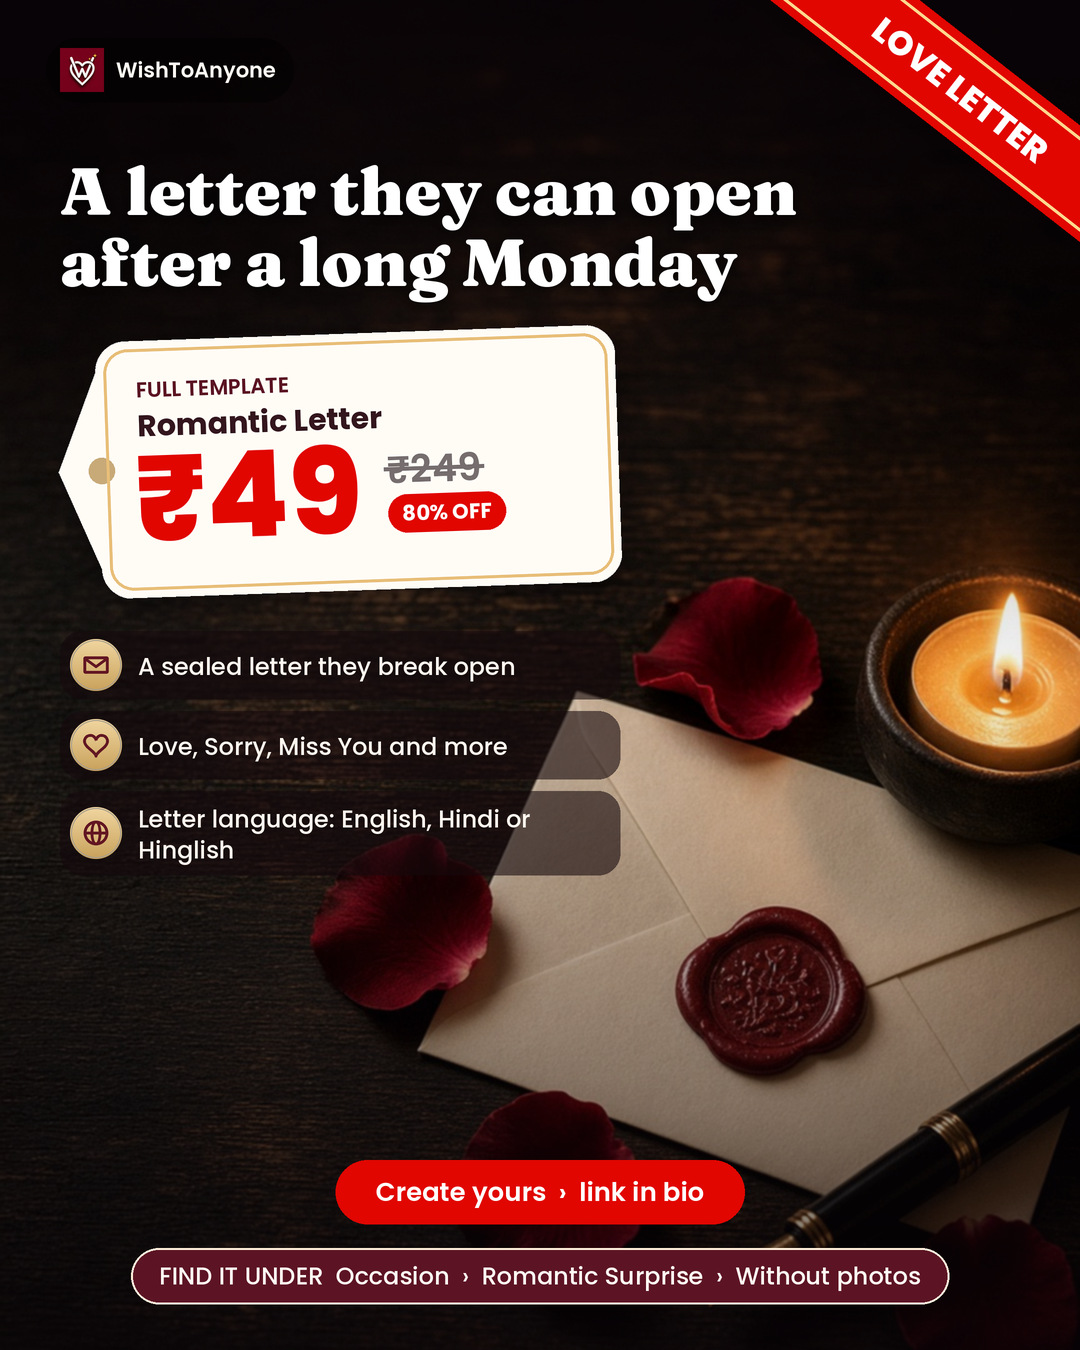 WishToAnyone
LOVE LETTER
A letter they can open
after a long Monday
FULL TEMPLATE
Romantic Letter
₹49
₹249
80% OFF
A sealed letter they break open
Love, Sorry, Miss You and more
Letter language: English, Hindi or
Hinglish
Create yours › link in bio
FIND IT UNDER Occasion › Romantic Surprise › Without photos